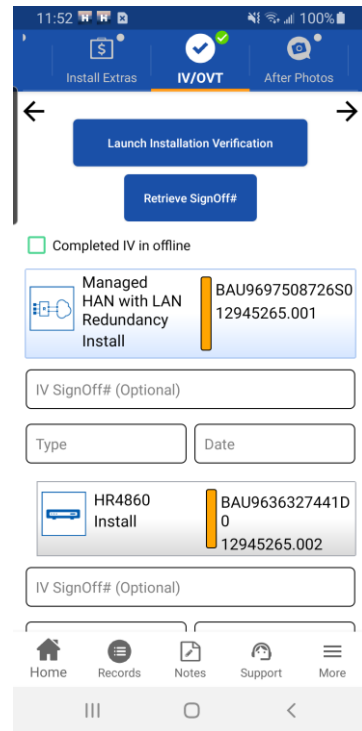 11:52 100%
Install Extras IV/OVT After Photos
Launch Installation Verification
Retrieve SignOff#
Completed IV in offline
Managed
HAN with LAN
Redundancy
Install
BAU9697508726S0
12945265.001
IV SignOff# (Optional)
Type Date
HR4860
Install
BAU9636327441D
0
12945265.002
IV SignOff# (Optional)
Home Records Notes Support More